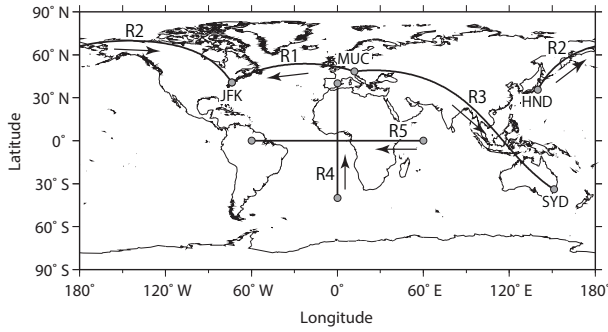 90° N
60° N
30° N
0°
30° S
60° S
90° S
Latitude
R2
R1
MUC
R2
JFK
R3
HND
R5
R4
SYD
180° 120° W 60° W 0° 60° E 120° E 180°
Longitude